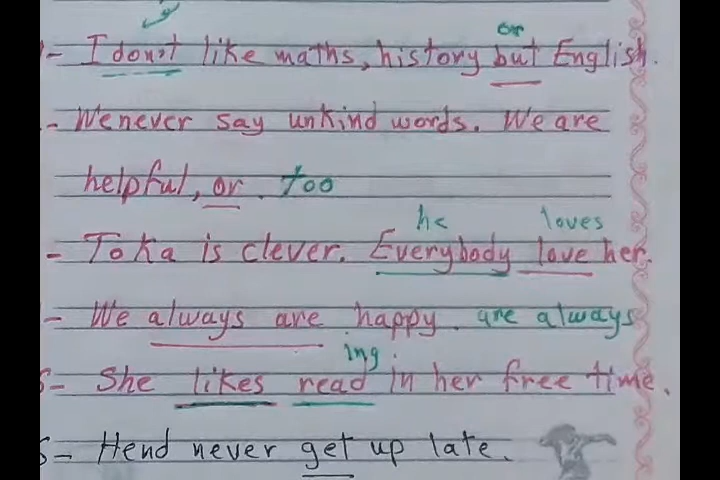 or
- I don't like maths, history but English.
- We never say unkind words. We are
helpful, or. too
he loves
- Toka is clever. Everybody love her.
- We always are happy. are always
ing
- She likes read in her free time.
- Hend never get up late.